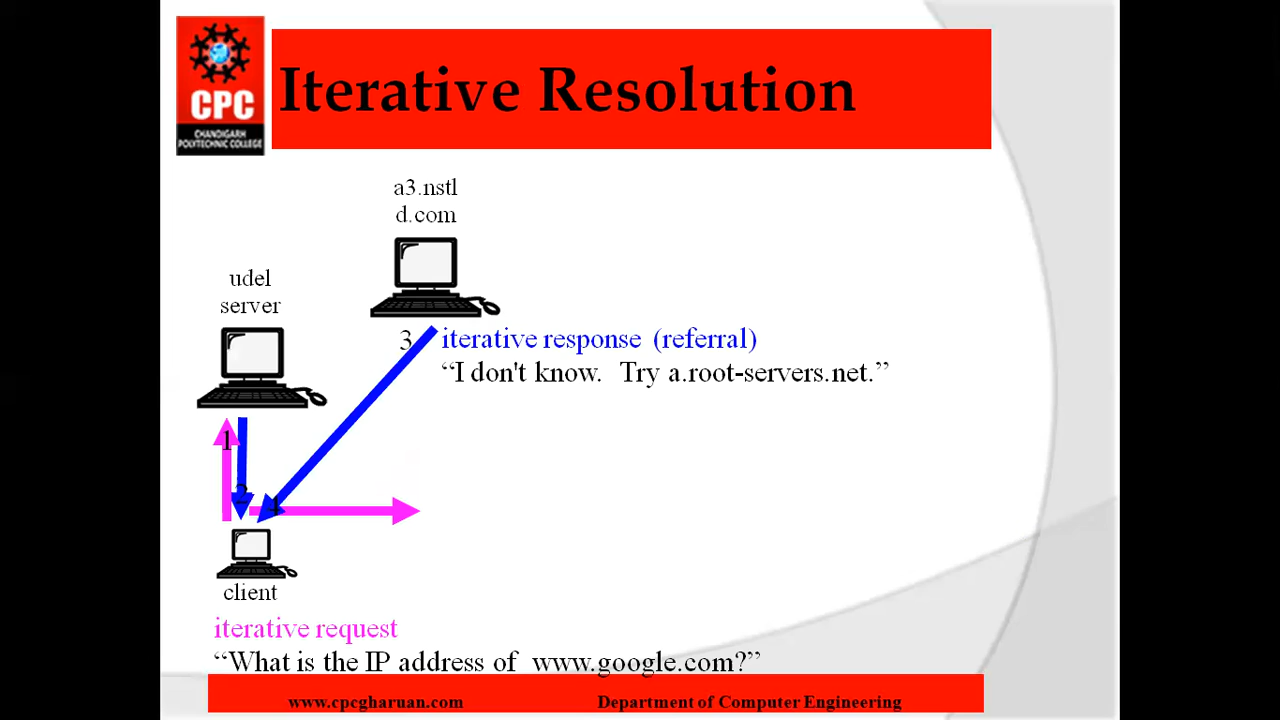 CPC
CHANDIGARH
POLYTECHNIC COLLEGE
Iterative Resolution
a3.nstl
d.com
udel
server
3
iterative response (referral)
“I don't know. Try a.root-servers.net.”
1
2
4
client
iterative request
“What is the IP address of www.google.com?”
www.cpcgharuan.com Department of Computer Engineering